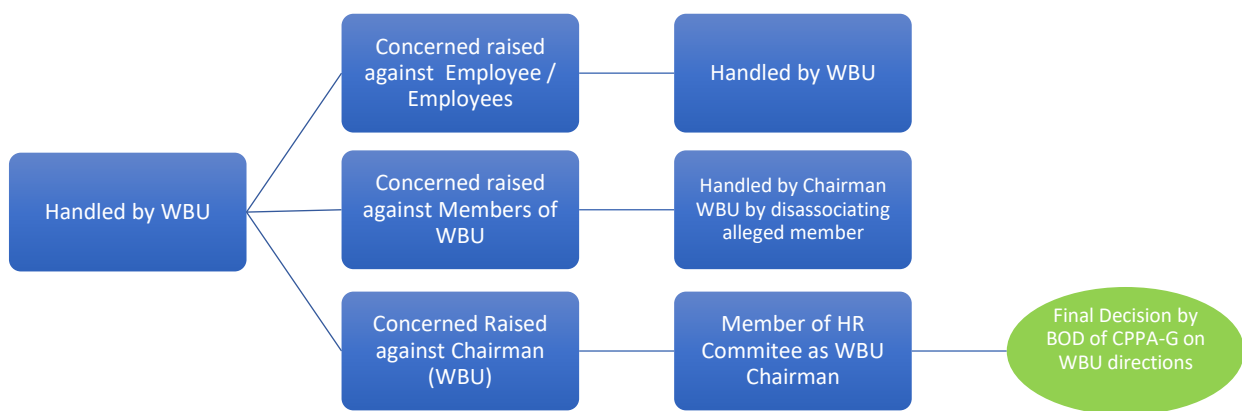 Handled by WBU
Concerned raised
against Employee /
Employees
Handled by WBU
Concerned raised
against Members of
WBU
Handled by Chairman
WBU by disassociating
alleged member
Concerned Raised
against Chairman
(WBU)
Member of HR
Commitee as WBU
Chairman
Final Decision by
BOD of CPPA-G on
WBU directions